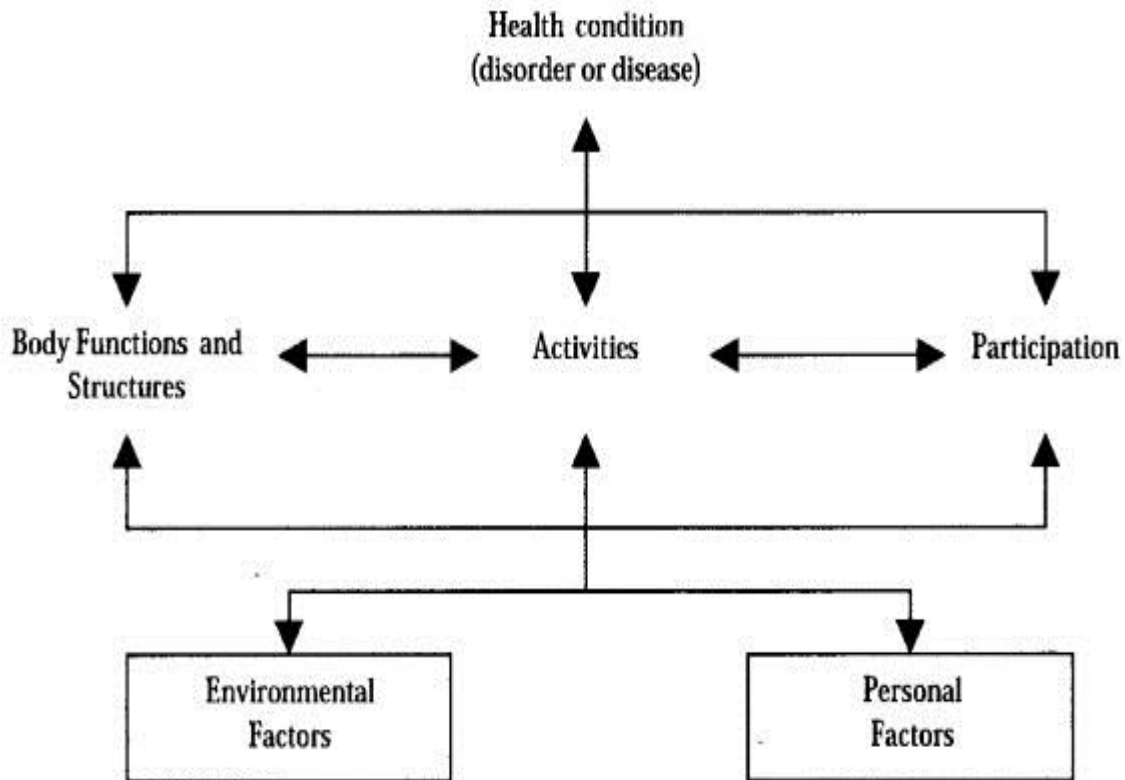 Health condition
(disorder or disease)
Body Functions and
Structures
Activities
Participation
Environmental
Factors
Personal
Factors